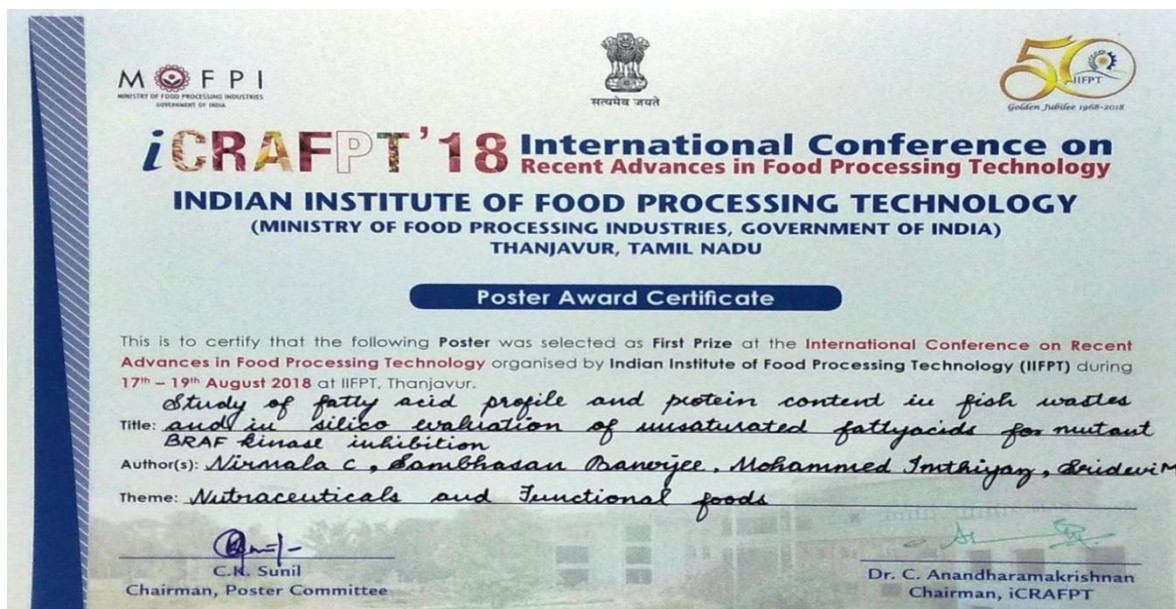 MOFPI
MINISTRY OF FOOD PROCESSING INDUSTRIES
GOVERNMENT OF INDIA
सत्यमेव जयते
50
IIFPT
Golden Jubilee 1968-2018
iCRAFPT'18 International Conference on
Recent Advances in Food Processing Technology
INDIAN INSTITUTE OF FOOD PROCESSING TECHNOLOGY
(MINISTRY OF FOOD PROCESSING INDUSTRIES, GOVERNMENT OF INDIA)
THANJAVUR, TAMIL NADU
Poster Award Certificate
This is to certify that the following Poster was selected as First Prize at the International Conference on Recent
Advances in Food Processing Technology organised by Indian Institute of Food Processing Technology (IIFPT) during
17th – 19th August 2018 at IIFPT, Thanjavur.
Study of fatty acid profile and protein content in fish wastes
Title: and in silico evaluation of unsaturated fattyacids for mutant
BRAF kinase inhibition
Author(s): Nirmala C, Sambhasan Banerjee, Mohammed Imthiyaz, Sridevi M
Theme: Nutraceuticals and Functional foods
C.K. Sunil
Chairman, Poster Committee
Dr. C. Anandharamakrishnan
Chairman, iCRAFPT